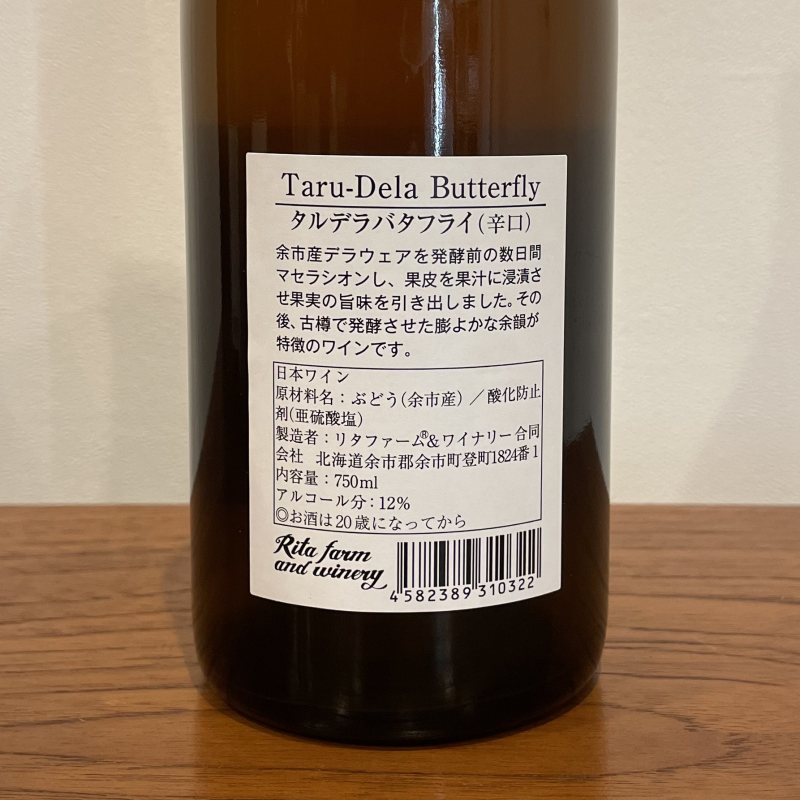 Taru-Dela Butterfly
タルデラバタフライ(辛口)
余市産デラウェアを発酵前の数日間
マセラシオンし、果皮を果汁に浸漬さ
せ果実の旨味を引き出しました。その
後、古樽で発酵させた膨よかな余韻が
特徴のワインです。
日本ワイン
原材料名：ぶどう(余市産)／酸化防止
剤(亜硫酸塩)
製造者：リタファーム®&ワイナリー合同
会社 北海道余市郡余市町登町1824番1
内容量：750ml
アルコール分：12%
◎お酒は20歳になってから
Rita farm
and winery
4582389310322